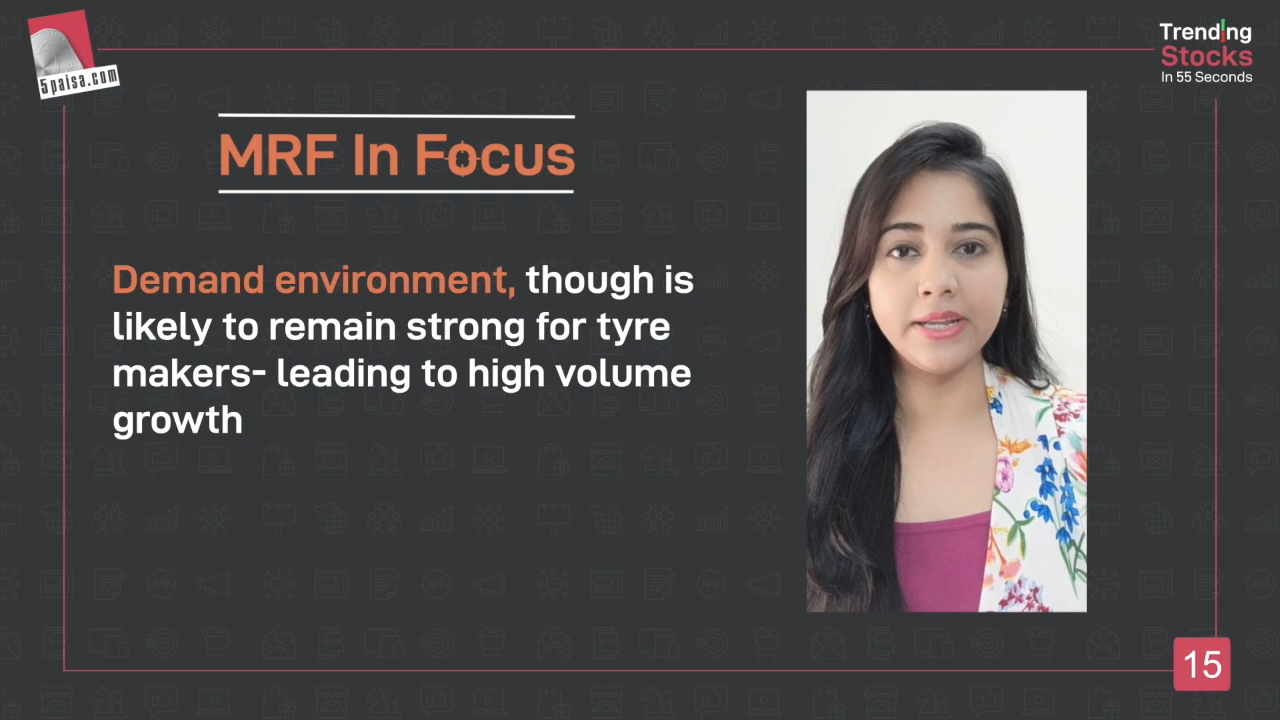 5paisa.com
Trending
Stocks
In 55 Seconds
MRF In Focus
Demand environment, though is
likely to remain strong for tyre
makers- leading to high volume
growth
15